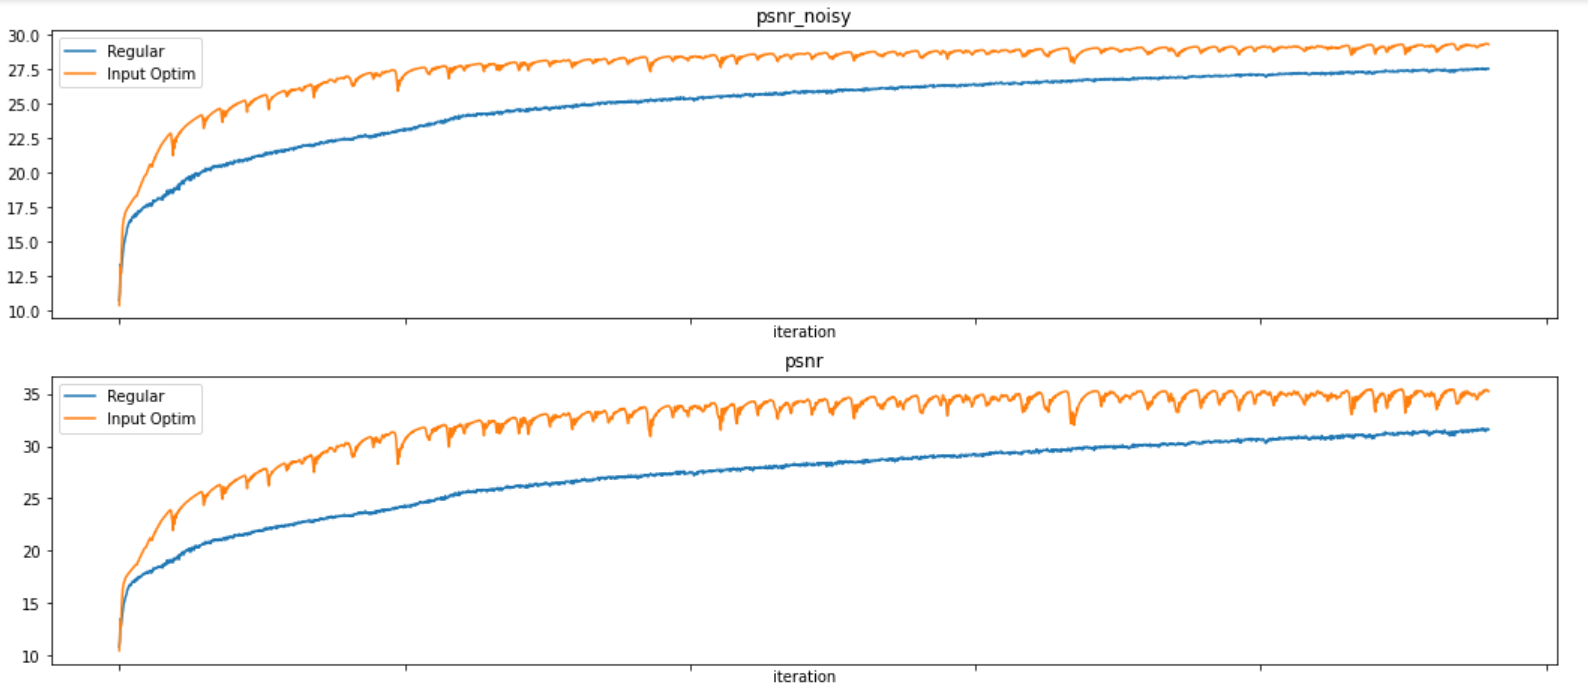 psnr_noisy
30.0
27.5
25.0
22.5
20.0
17.5
15.0
12.5
10.0
Regular
Input Optim
iteration
psnr
35
30
25
20
15
10
Regular
Input Optim
iteration